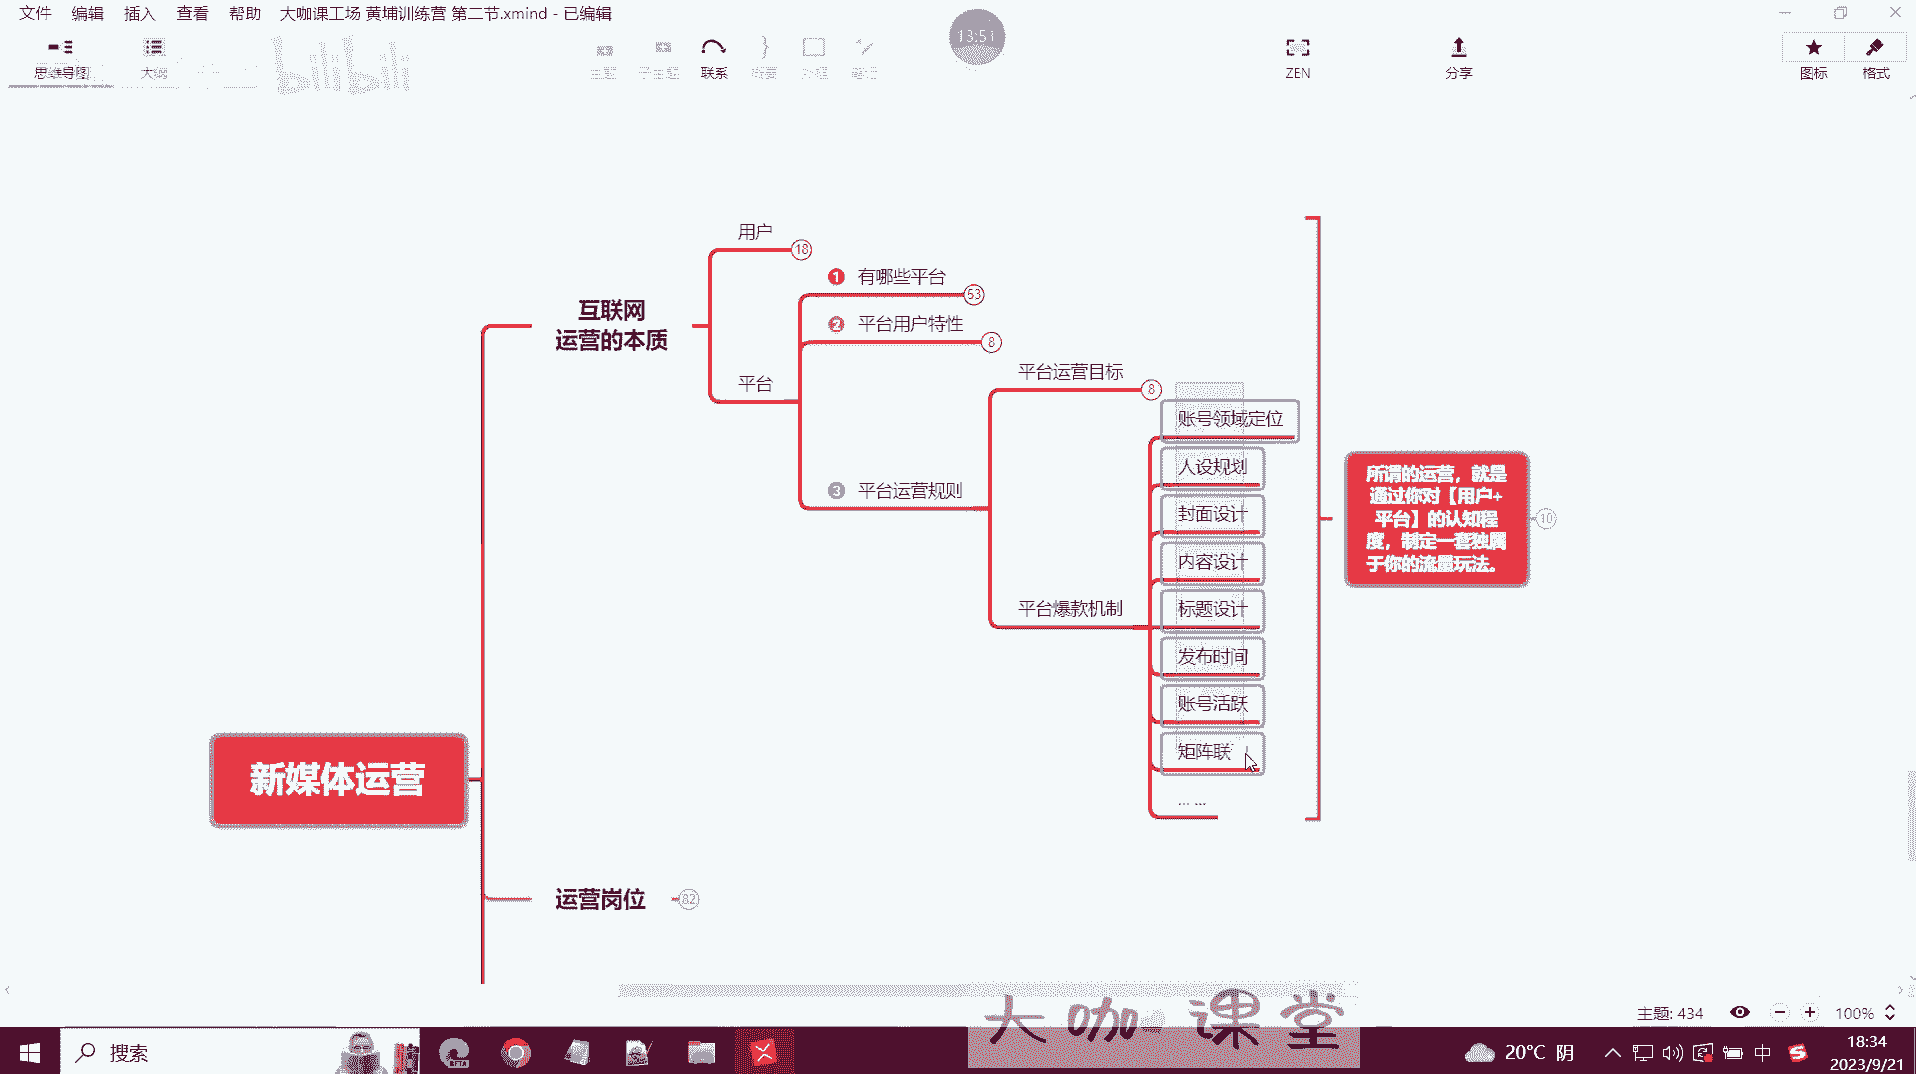 文件 编辑 插入 查看 帮助 大咖课工场 黄埔训练营 第二节.xmind - 已编辑
13:51
思维导图 大纲
bilibili
主题 子主题 联系 概要 外框 笔记
ZEN 分享 图标 格式
用户 18
1 有哪些平台 53
互联网
运营的本质
2 平台用户特性 8
平台
平台运营目标 8
账号领域定位
人设规划
3 平台运营规则
封面设计
内容设计
平台爆款机制
标题设计
发布时间
账号活跃
矩阵联
... ...
所谓的运营，就是
通过你对【用户+
平台】的认知程
度，制定一套独属
于你的流量玩法。
10
新媒体运营
运营岗位 82
大咖课堂
主题: 434 100%
搜索
20°C 阴 中
18:34
2023/9/21